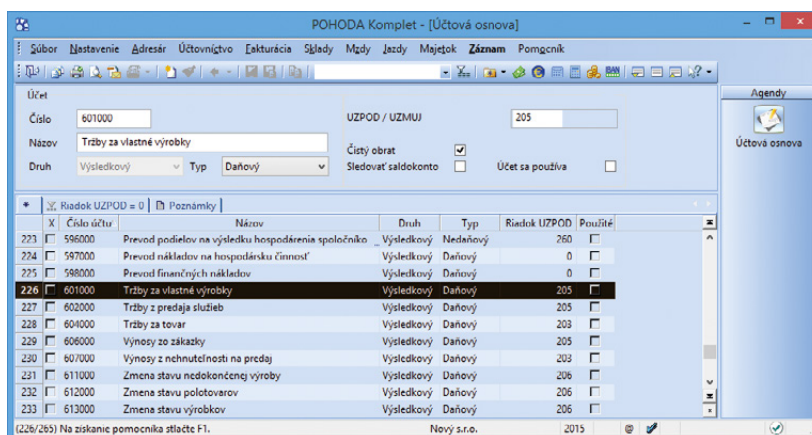 POHODA Komplet - [Účtová osnova]
Súbor Nastavenie Adresár Účtovníctvo Fakturácia Sklady Mzdy Jazdy Majetok Záznam Pomocník
Účet
Číslo 601000 UZPOD / UZMUJ 205
Názov Tržby za vlastné výrobky Čistý obrat
Druh Výsledkový Typ Daňový Sledovať saldokonto Účet sa používa
Agendy
Účtová osnova
* Riadok UZPOD = 0 Poznámky
X Číslo účtu Názov Druh Typ Riadok UZPOD Použité
223 596000 Prevod podielov na výsledku hospodárenia spoločníko Výsledkový Nedaňový 260
224 597000 Prevod nákladov na hospodársku činnosť Výsledkový Daňový 0
225 598000 Prevod finančných nákladov Výsledkový Daňový 0
226 601000 Tržby za vlastné výrobky Výsledkový Daňový 205
227 602000 Tržby z predaja služieb Výsledkový Daňový 205
228 604000 Tržby za tovar Výsledkový Daňový 203
229 606000 Výnosy zo zákazky Výsledkový Daňový 205
230 607000 Výnosy z nehnuteľnosti na predaj Výsledkový Daňový 203
231 611000 Zmena stavu nedokončenej výroby Výsledkový Daňový 206
232 612000 Zmena stavu polotovarov Výsledkový Daňový 206
233 613000 Zmena stavu výrobkov Výsledkový Daňový 206
(226/265) Na získanie pomocníka stlačte F1. Nový s.r.o. 2015 @